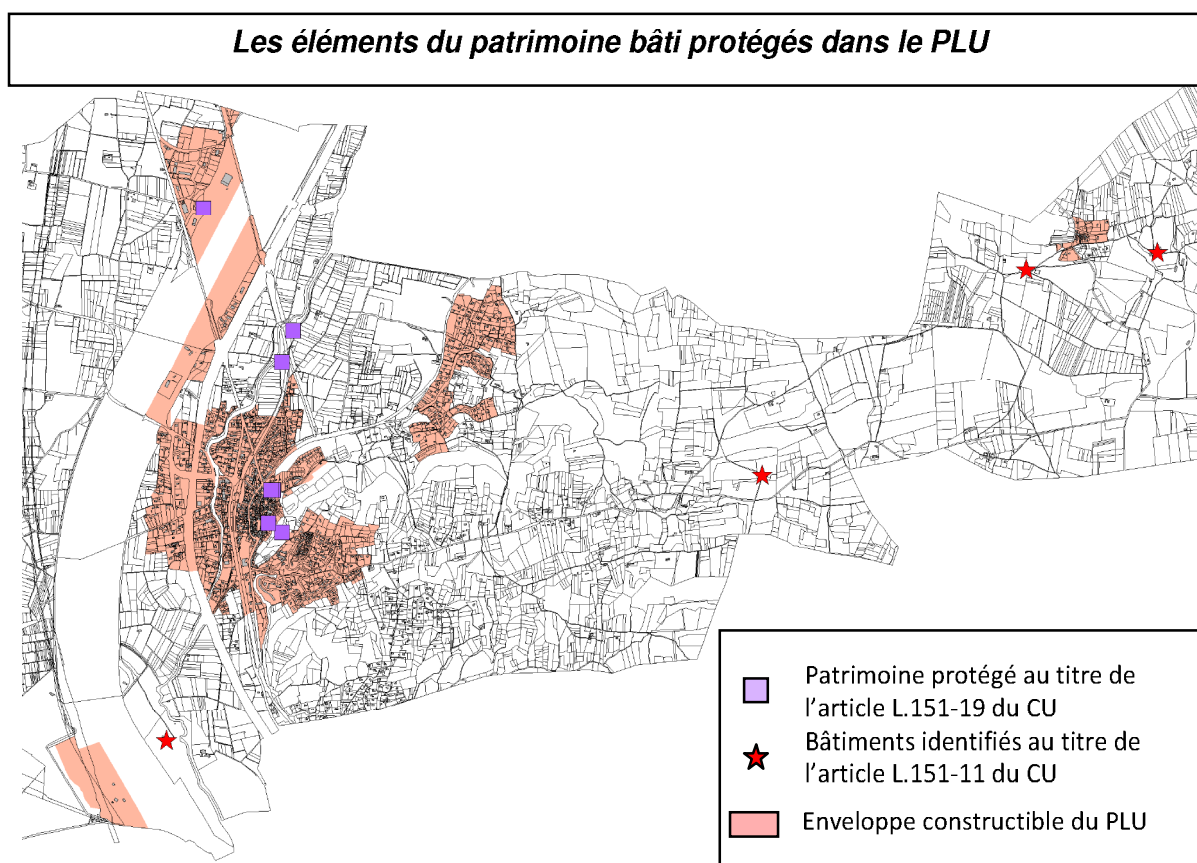 Les éléments du patrimoine bâti protégés dans le PLU
Patrimoine protégé au titre de
l'article L.151-19 du CU
Bâtiments identifiés au titre de
l'article L.151-11 du CU
Enveloppe constructible du PLU